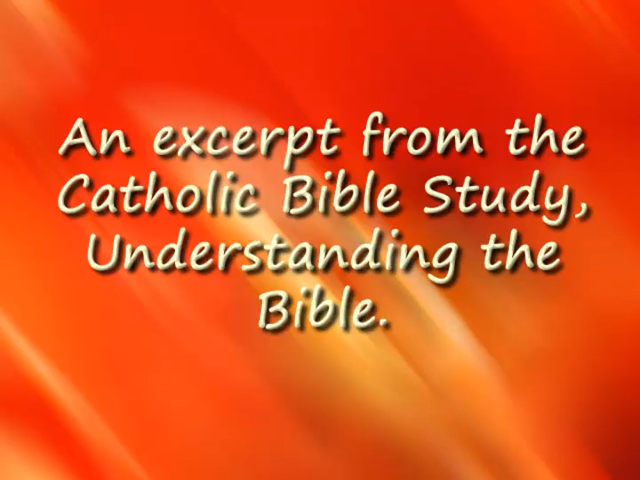 An excerpt from the
Catholic Bible Study,
Understanding the
Bible.